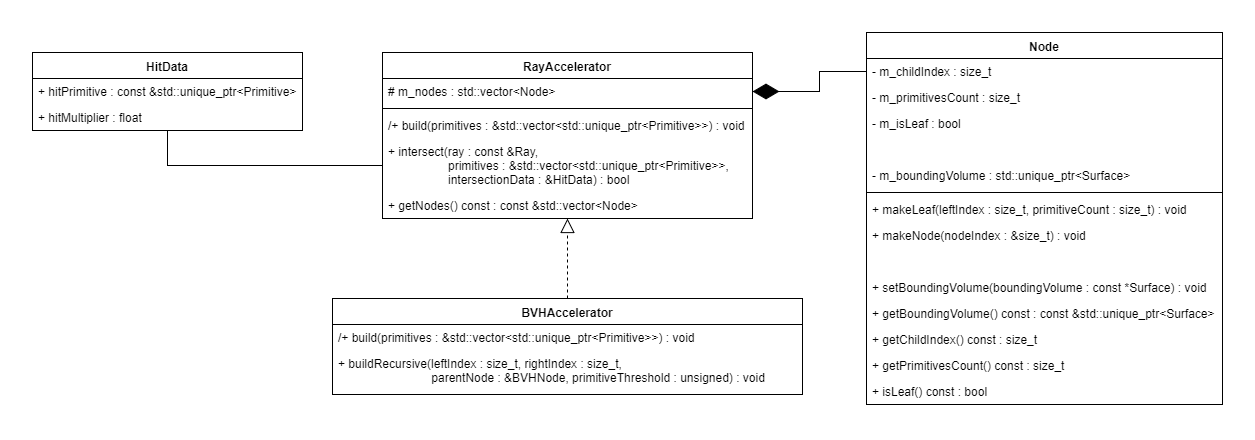 HitData
+ hitPrimitive : const &std::unique_ptr<Primitive>
+ hitMultiplier : float
RayAccelerator
# m_nodes : std::vector<Node>
/+ build(primitives : &std::vector<std::unique_ptr<Primitive>>) : void
+ intersect(ray : const &Ray,
primitives : &std::vector<std::unique_ptr<Primitive>>,
intersectionData : &HitData) : bool
+ getNodes() const : const &std::vector<Node>
BVHAccelerator
/+ build(primitives : &std::vector<std::unique_ptr<Primitive>>) : void
+ buildRecursive(leftIndex : size_t, rightIndex : size_t,
parentNode : &BVHNode, primitiveThreshold : unsigned) : void
Node
- m_childIndex : size_t
- m_primitivesCount : size_t
- m_isLeaf : bool
- m_boundingVolume : std::unique_ptr<Surface>
+ makeLeaf(leftIndex : size_t, primitiveCount : size_t) : void
+ makeNode(nodeIndex : &size_t) : void
+ setBoundingVolume(boundingVolume : const *Surface) : void
+ getBoundingVolume() const : const &std::unique_ptr<Surface>
+ getChildIndex() const : size_t
+ getPrimitivesCount() const : size_t
+ isLeaf() const : bool